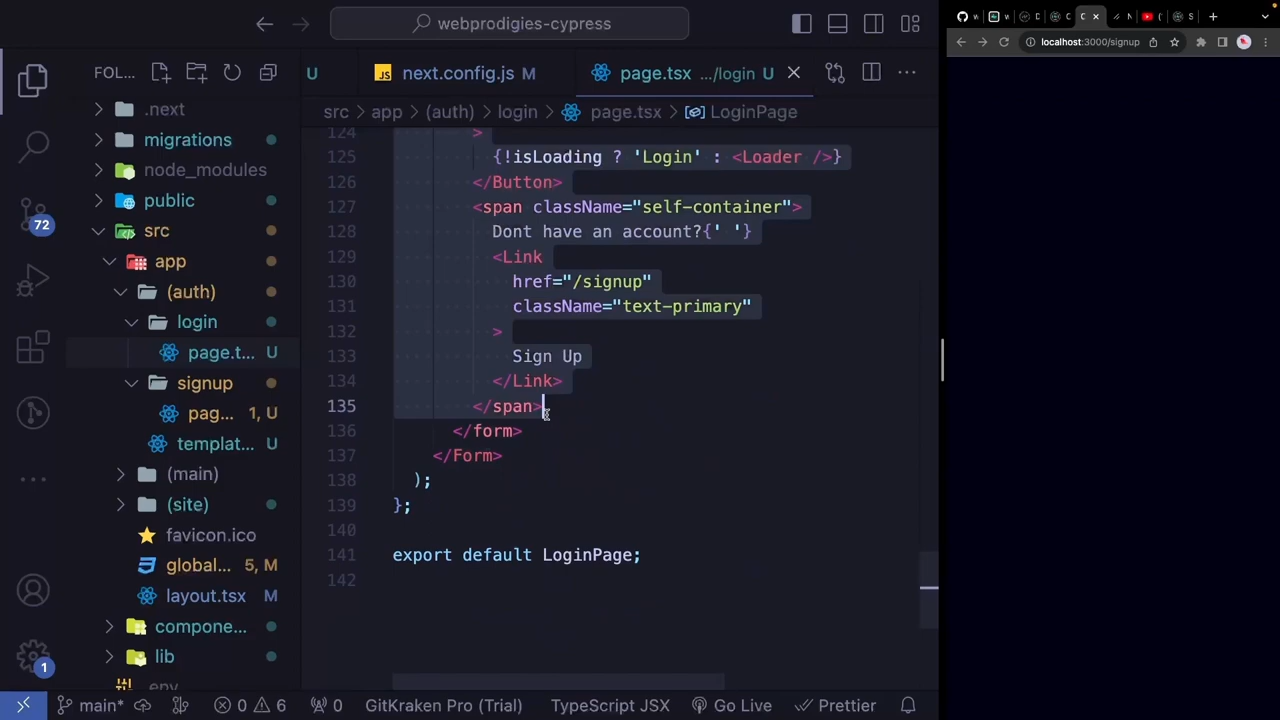 webprodigies-cypress
localhost:3000/signup
FOL...
U
next.config.js M
page.tsx .../login U
src > app > (auth) > login > page.tsx > LoginPage
.next
migrations
node_modules
public
src
app
(auth)
login
page.t... U
signup
pag... 1, U
templat... U
(main)
(site)
favicon.ico
global... 5, M
layout.tsx M
compone...
lib
.env
72
1
124 >
125 {!isLoading ? 'Login' : <Loader />}
126 </Button>
127 <span className="self-container">
128 Dont have an account?{' '}
129 <Link
130 href="/signup"
131 className="text-primary"
132 >
133 Sign Up
134 </Link>
135 </span>
136 </form>
137 </Form>
138 );
139 };
140
141 export default LoginPage;
142
main* 0 6 0 GitKraken Pro (Trial) TypeScript JSX Go Live Prettier